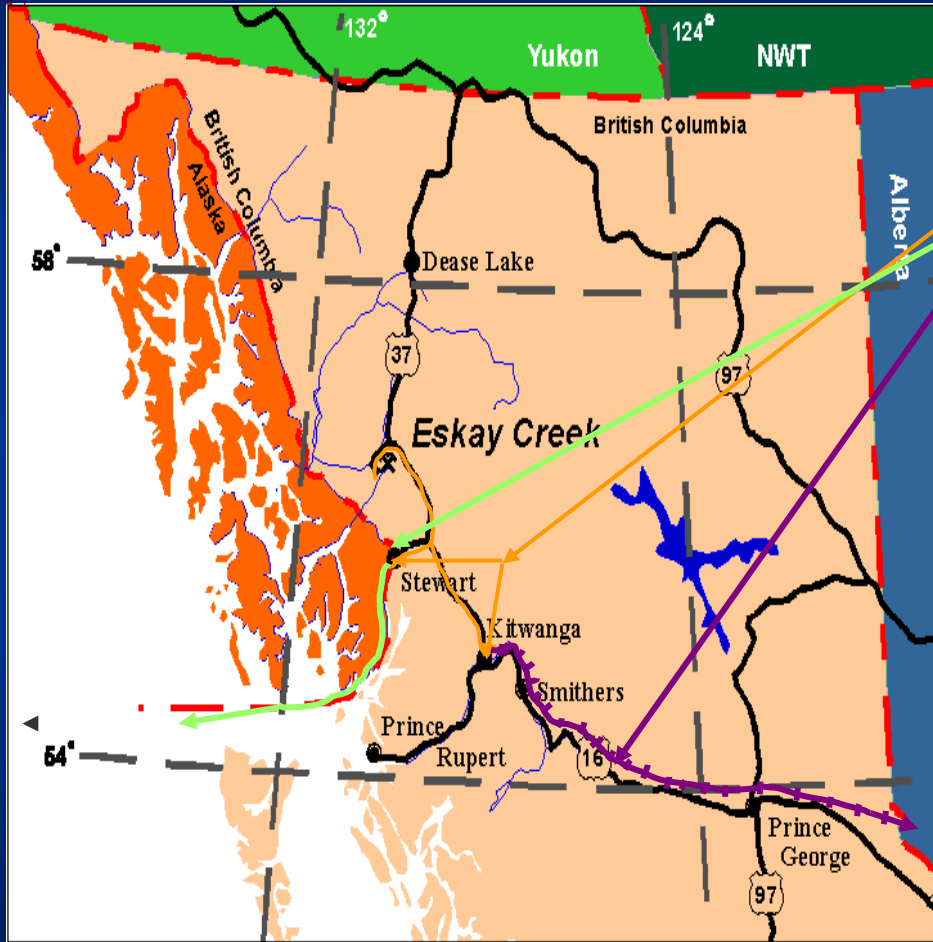 132°
124°
Yukon
NWT
British Columbia
British Columbia
Alaska
Alberta
58°
Dease Lake
37
97
Eskay Creek
Stewart
Kitwanga
Smithers
Prince
Rupert
16
54°
Prince
George
97